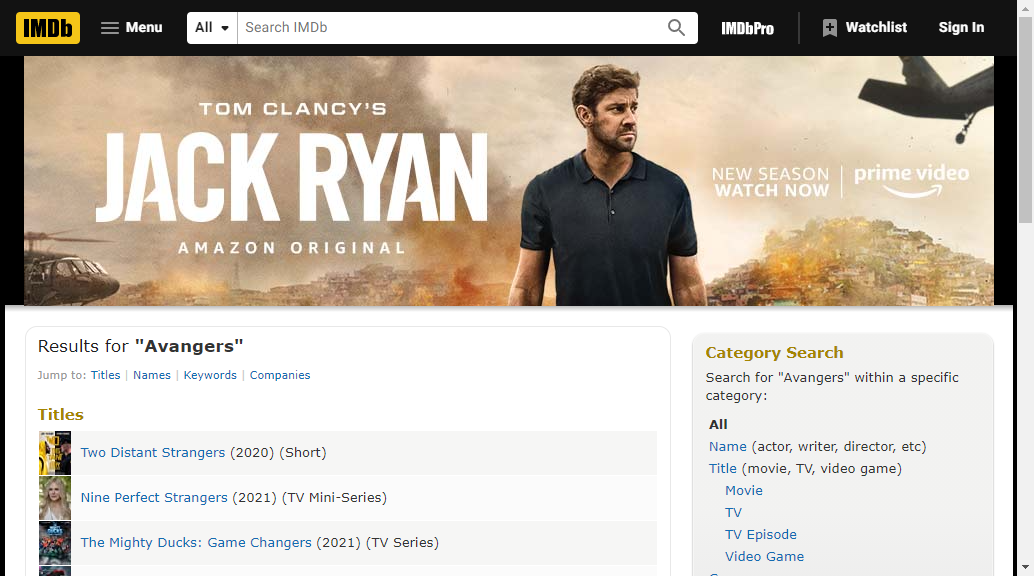 IMDb Menu All Search IMDb IMDbPro Watchlist Sign In
TOM CLANCY'S
JACK RYAN
AMAZON ORIGINAL
NEW SEASON
WATCH NOW
prime video
Results for "Avangers"
Jump to: Titles | Names | Keywords | Companies
Titles
Two Distant Strangers (2020) (Short)
Nine Perfect Strangers (2021) (TV Mini-Series)
The Mighty Ducks: Game Changers (2021) (TV Series)
Category Search
Search for "Avangers" within a specific
category:
All
Name (actor, writer, director, etc)
Title (movie, TV, video game)
Movie
TV
TV Episode
Video Game